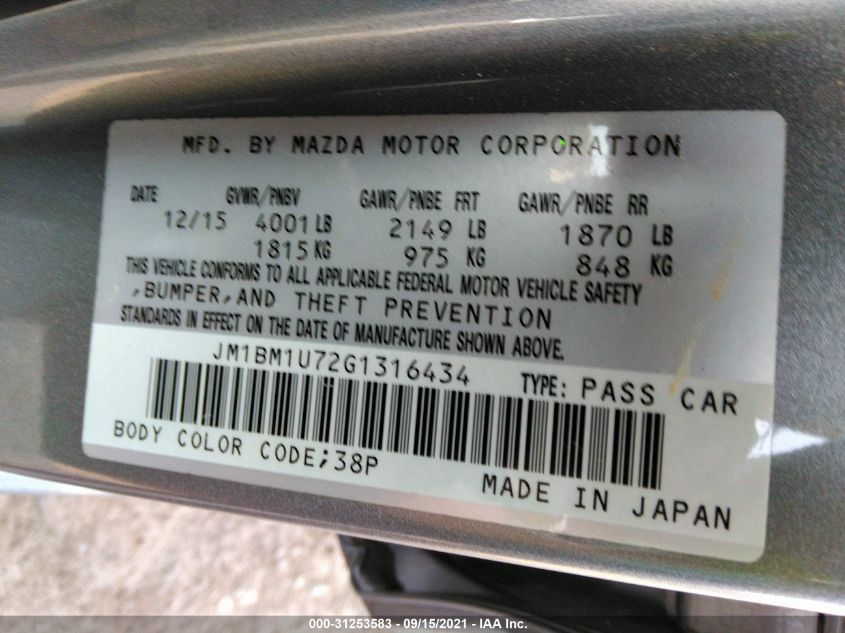 MFD. BY MAZDA MOTOR CORPORATION
DATE GVWR/PNBV GAWR/PNBE FRT GAWR/PNBE RR
12/15 4001 LB 2149 LB 1870 LB
1815 KG 975 KG 848 KG
THIS VEHICLE CONFORMS TO ALL APPLICABLE FEDERAL MOTOR VEHICLE SAFETY
,BUMPER,AND THEFT PREVENTION
STANDARDS IN EFFECT ON THE DATE OF MANUFACTURE SHOWN ABOVE.
JM1BM1U72G1316434 TYPE: PASS CAR
BODY COLOR CODE;38P
MADE IN JAPAN
000-31253583 - 09/15/2021 - IAA Inc.